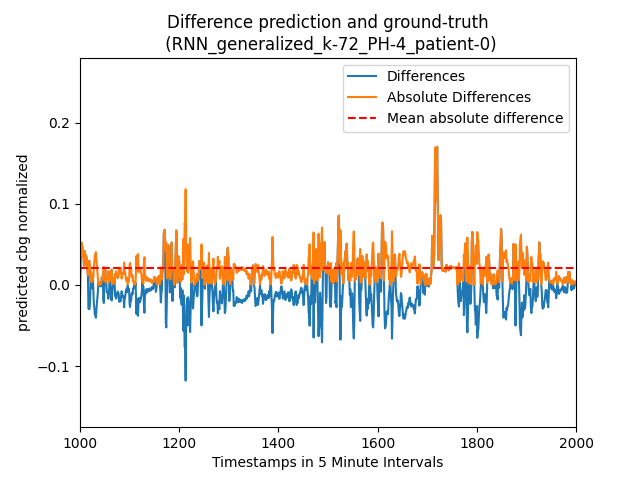 Difference prediction and ground-truth
(RNN_generalized_k-72_PH-4_patient-0)
Differences
Absolute Differences
Mean absolute difference
predicted cbg normalized
0.2
0.1
0.0
−0.1
1000 1200 1400 1600 1800 2000
Timestamps in 5 Minute Intervals